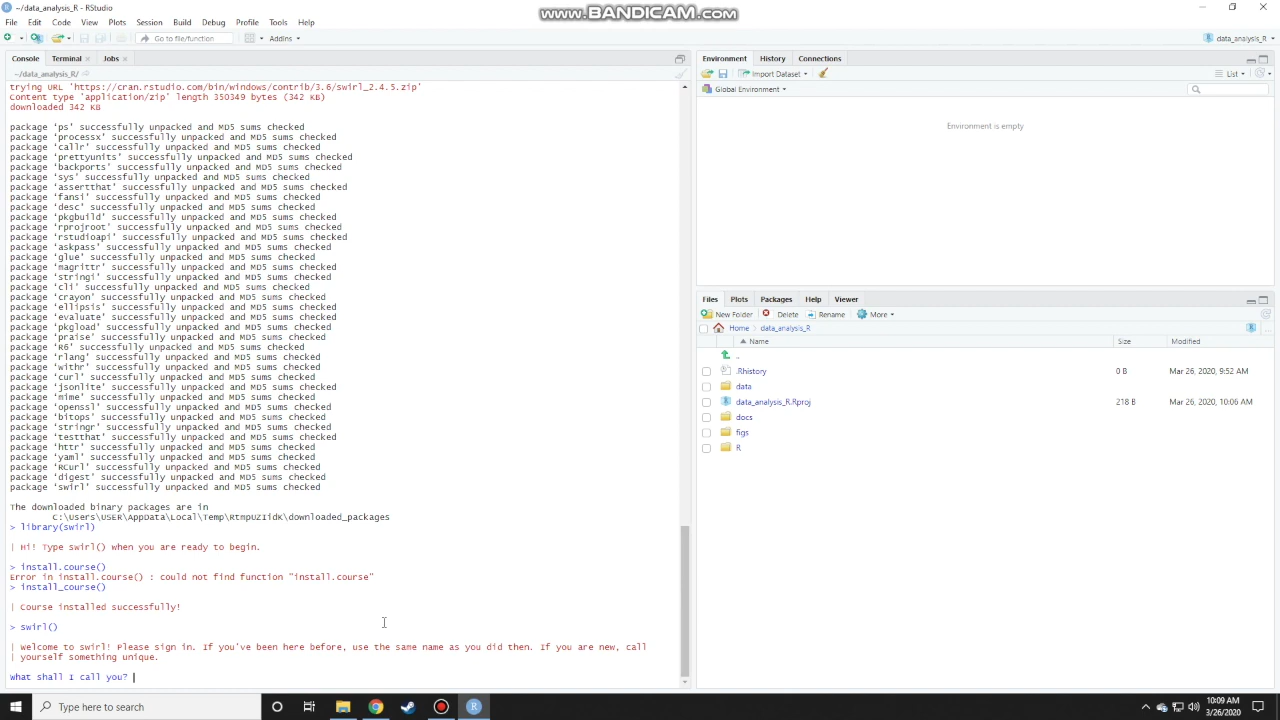 ~/data_analysis_R - RStudio
www.BANDICAM.com
File Edit Code View Plots Session Build Debug Profile Tools Help
Go to file/function Addins data_analysis_R
Console Terminal Jobs
~/data_analysis_R/
trying URL 'https://cran.rstudio.com/bin/windows/contrib/3.6/swirl_2.4.5.zip'
Content type 'application/zip' length 350349 bytes (342 KB)
downloaded 342 KB
package ‘ps’ successfully unpacked and MD5 sums checked
package ‘processx’ successfully unpacked and MD5 sums checked
package ‘callr’ successfully unpacked and MD5 sums checked
package ‘prettyunits’ successfully unpacked and MD5 sums checked
package ‘backports’ successfully unpacked and MD5 sums checked
package ‘sys’ successfully unpacked and MD5 sums checked
package ‘assertthat’ successfully unpacked and MD5 sums checked
package ‘fansi’ successfully unpacked and MD5 sums checked
package ‘desc’ successfully unpacked and MD5 sums checked
package ‘pkgbuild’ successfully unpacked and MD5 sums checked
package ‘rprojroot’ successfully unpacked and MD5 sums checked
package ‘rstudioapi’ successfully unpacked and MD5 sums checked
package ‘askpass’ successfully unpacked and MD5 sums checked
package ‘glue’ successfully unpacked and MD5 sums checked
package ‘magrittr’ successfully unpacked and MD5 sums checked
package ‘stringi’ successfully unpacked and MD5 sums checked
package ‘cli’ successfully unpacked and MD5 sums checked
package ‘crayon’ successfully unpacked and MD5 sums checked
package ‘ellipsis’ successfully unpacked and MD5 sums checked
package ‘evaluate’ successfully unpacked and MD5 sums checked
package ‘pkgload’ successfully unpacked and MD5 sums checked
package ‘praise’ successfully unpacked and MD5 sums checked
package ‘R6’ successfully unpacked and MD5 sums checked
package ‘rlang’ successfully unpacked and MD5 sums checked
package ‘withr’ successfully unpacked and MD5 sums checked
package ‘curl’ successfully unpacked and MD5 sums checked
package ‘jsonlite’ successfully unpacked and MD5 sums checked
package ‘mime’ successfully unpacked and MD5 sums checked
package ‘openssl’ successfully unpacked and MD5 sums checked
package ‘bitops’ successfully unpacked and MD5 sums checked
package ‘stringr’ successfully unpacked and MD5 sums checked
package ‘testthat’ successfully unpacked and MD5 sums checked
package ‘httr’ successfully unpacked and MD5 sums checked
package ‘yaml’ successfully unpacked and MD5 sums checked
package ‘RCurl’ successfully unpacked and MD5 sums checked
package ‘digest’ successfully unpacked and MD5 sums checked
package ‘swirl’ successfully unpacked and MD5 sums checked
The downloaded binary packages are in
C:\Users\USER\AppData\Local\Temp\RtmpUZIidK\downloaded_packages
> library(swirl)
| Hi! Type swirl() when you are ready to begin.
> install.course()
Error in install.course() : could not find function "install.course"
> install_course()
| Course installed successfully!
> swirl()
| Welcome to swirl! Please sign in. If you've been here before, use the same name as you did then. If you are new, call
| yourself something unique.
What shall I call you?
Environment History Connections
Import Dataset List
Global Environment
Environment is empty
Files Plots Packages Help Viewer
New Folder Delete Rename More
Home data_analysis_R
Name Size Modified
..
.Rhistory 0 B Mar 26, 2020, 9:52 AM
data
data_analysis_R.Rproj 218 B Mar 26, 2020, 10:06 AM
docs
figs
R
Type here to search
10:09 AM
3/26/2020